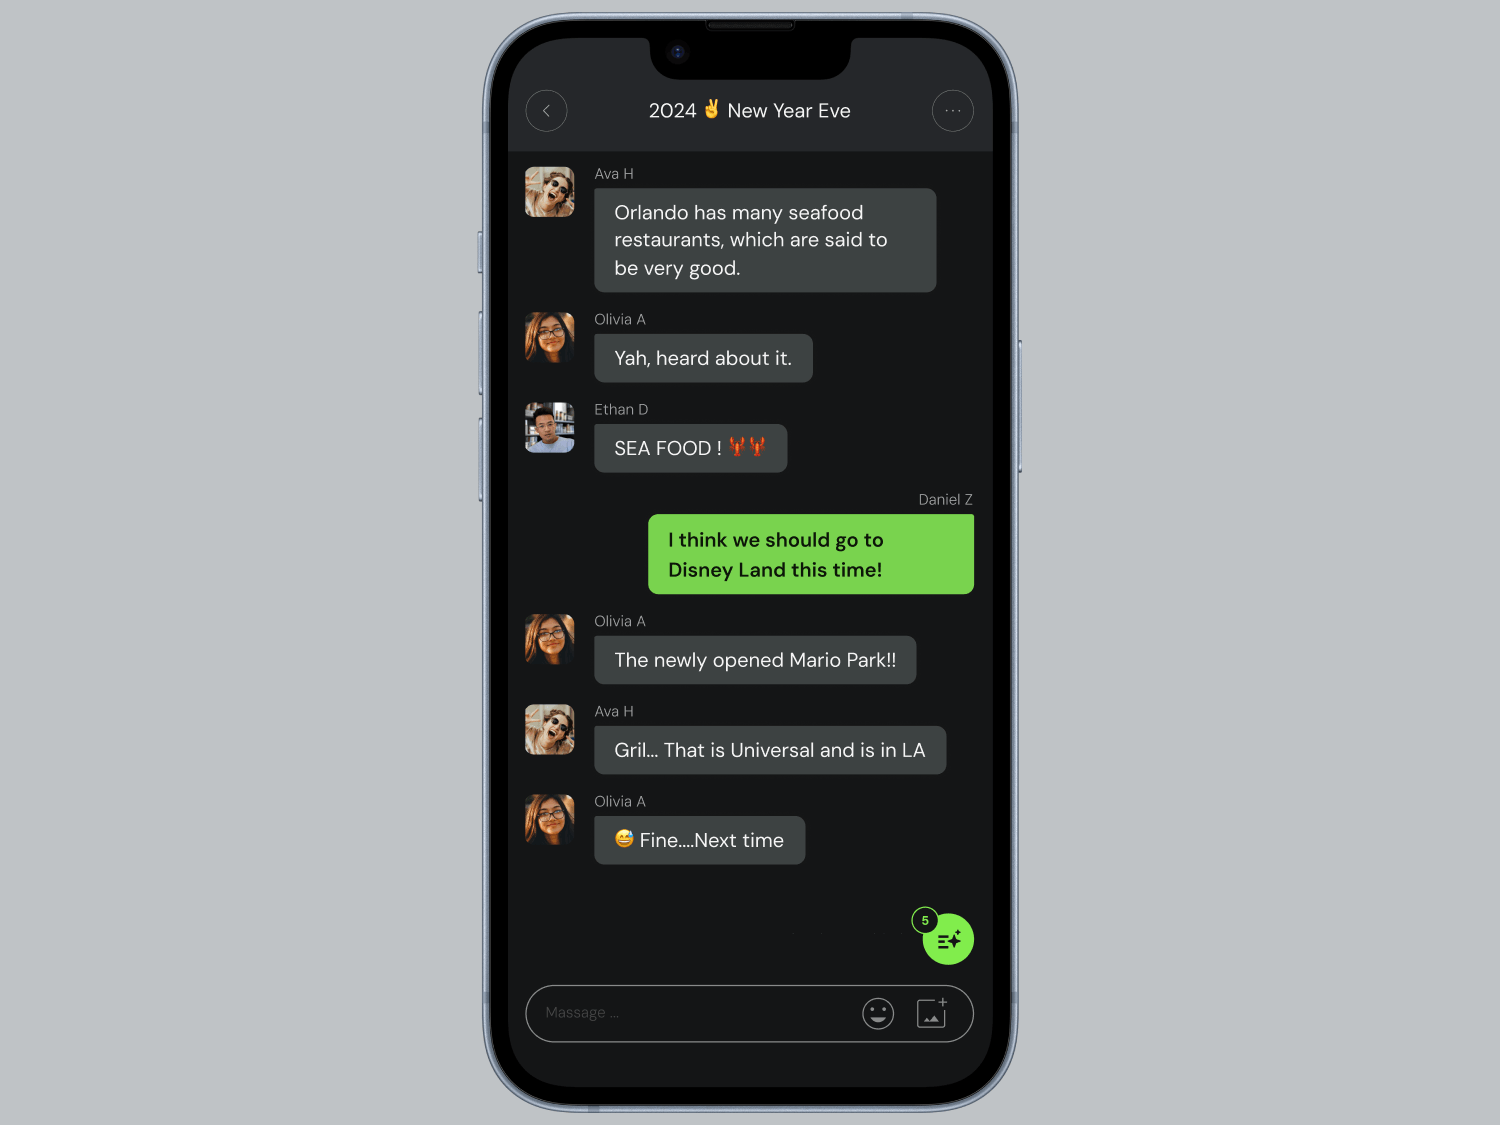 2024 ✌️ New Year Eve
Ava H
Orlando has many seafood
restaurants, which are said to
be very good.
Olivia A
Yah, heard about it.
Ethan D
SEA FOOD ! 🦞🦞
Daniel Z
I think we should go to
Disney Land this time!
Olivia A
The newly opened Mario Park!!
Ava H
Gril... That is Universal and is in LA
Olivia A
😅 Fine....Next time
5
Massage ...